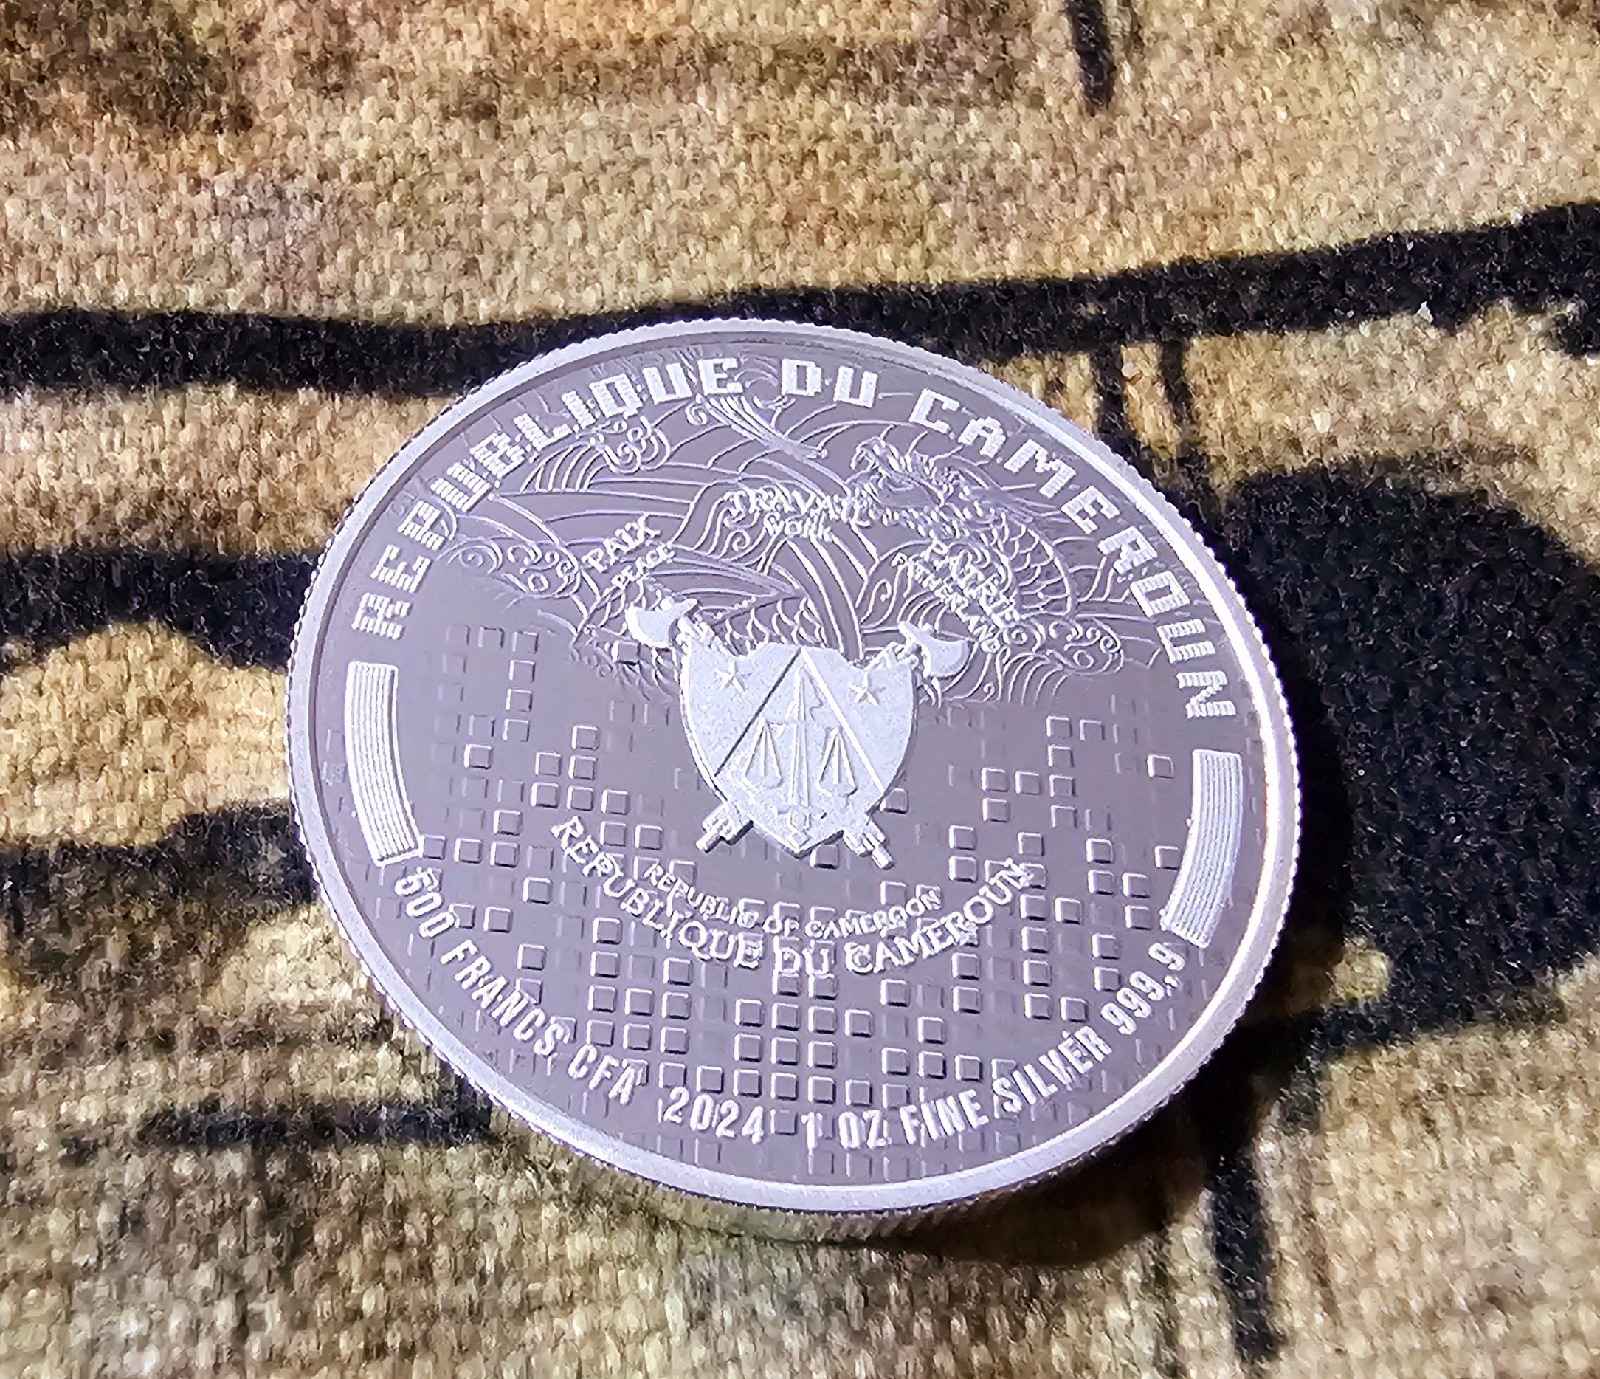 REPUBLIQUE DU CAMEROUN
PAIX
PEACE
TRAVAIL
WORK
PATRIE
FATHERLAND
REPUBLIC OF CAMEROON
REPUBLIQUE DU CAMEROUN
500 FRANCS CFA 2024 1 OZ FINE SILVER 999,9